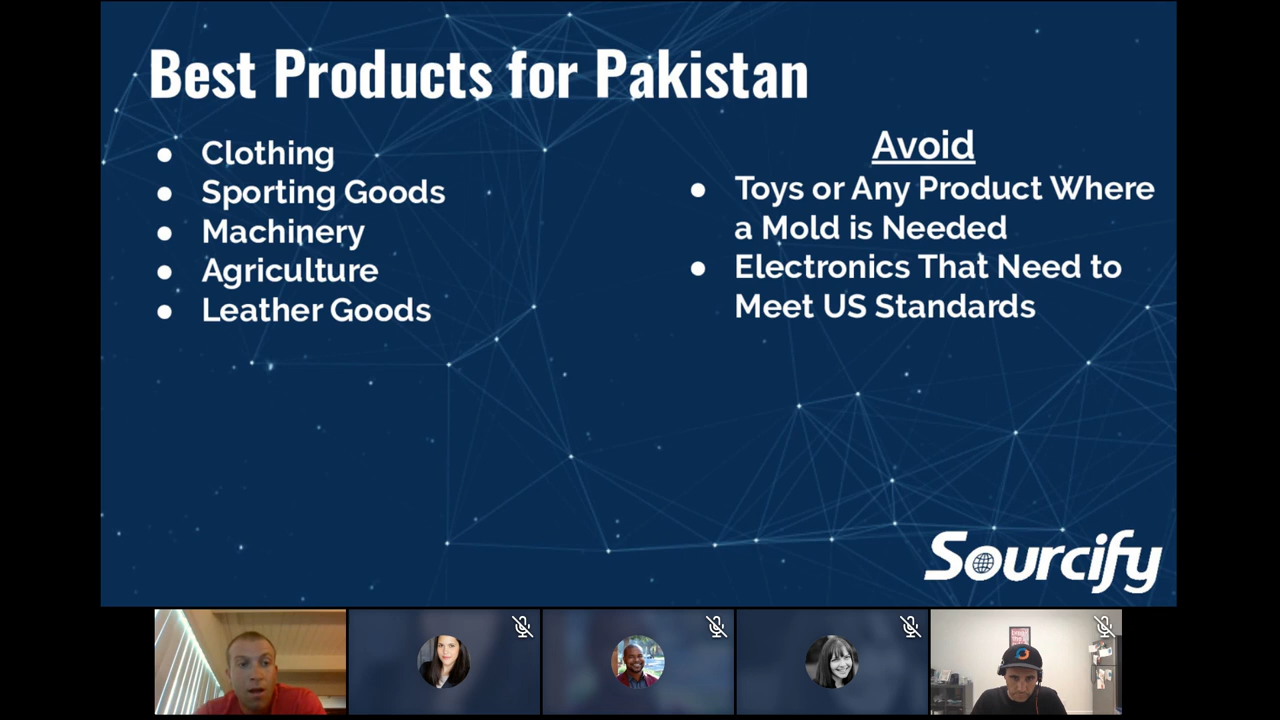 Best Products for Pakistan
● Clothing
● Sporting Goods
● Machinery
● Agriculture
● Leather Goods
Avoid
● Toys or Any Product Where
a Mold is Needed
● Electronics That Need to
Meet US Standards
Sourcify